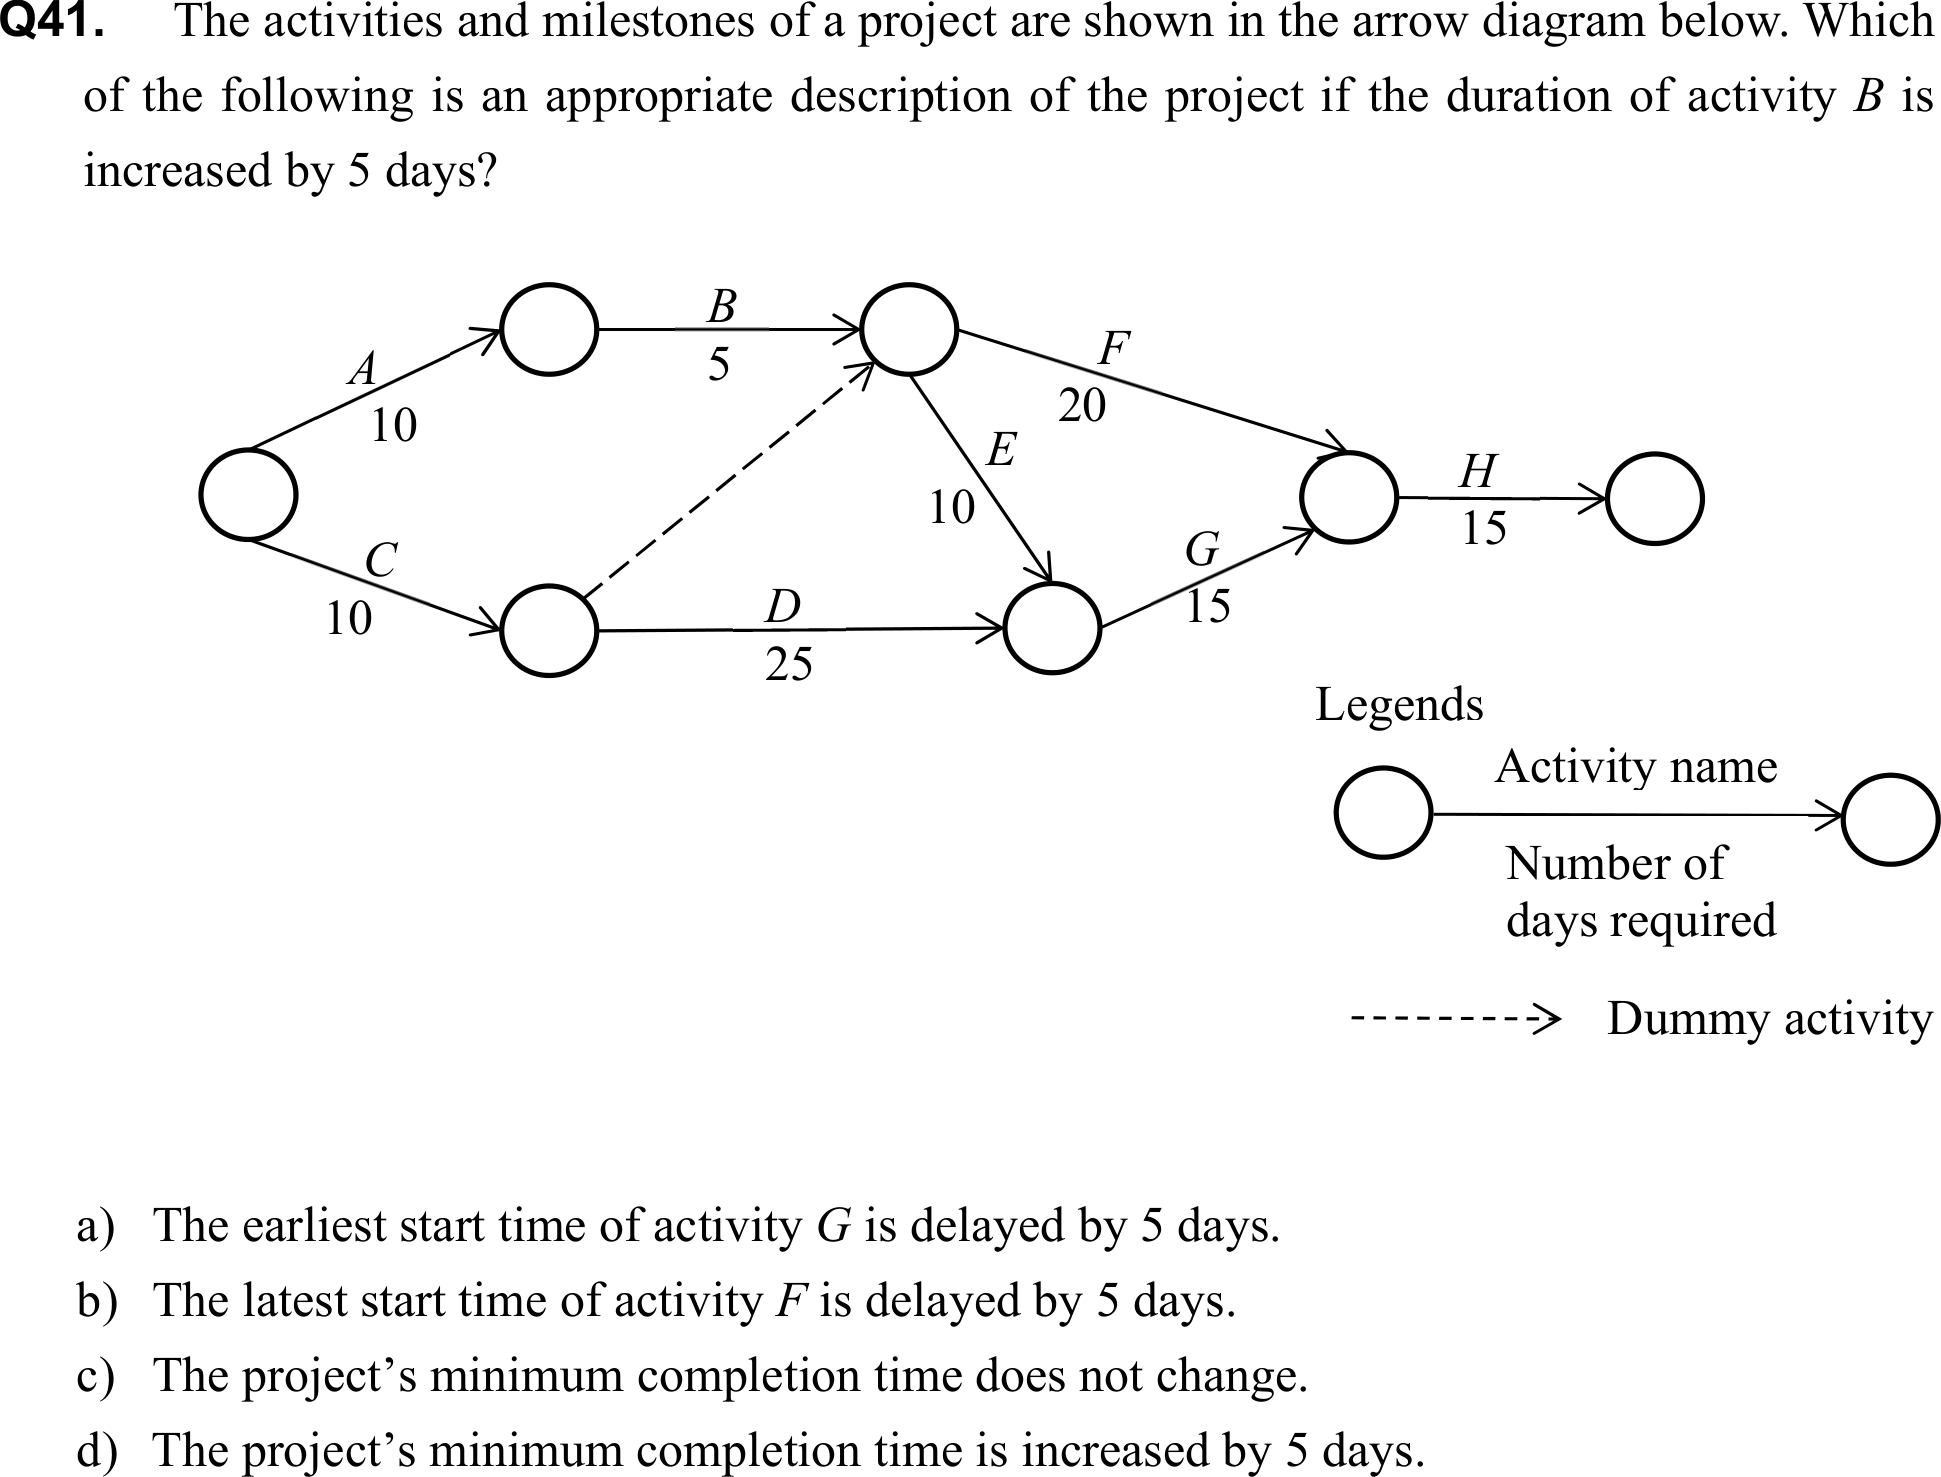 Q41. The activities and milestones of a project are shown in the arrow diagram below. Which
of the following is an appropriate description of the project if the duration of activity B is
increased by 5 days?
B
5
A
10
F
20
E
10
H
15
C
10
G
15
D
25
Legends
Activity name
Number of
days required
Dummy activity
a) The earliest start time of activity G is delayed by 5 days.
b) The latest start time of activity F is delayed by 5 days.
c) The project’s minimum completion time does not change.
d) The project’s minimum completion time is increased by 5 days.